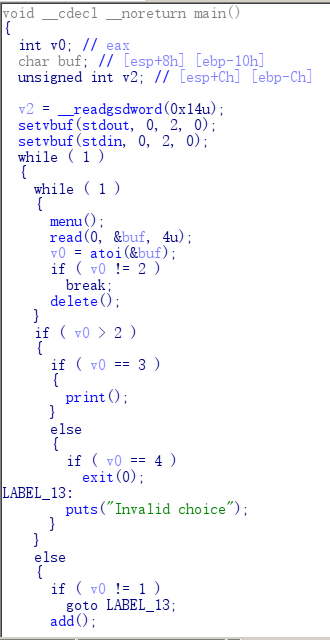 void __cdecl __noreturn main()
{
  int v0; // eax
  char buf; // [esp+8h] [ebp-10h]
  unsigned int v2; // [esp+Ch] [ebp-Ch]

  v2 = __readgsdword(0x14u);
  setvbuf(stdout, 0, 2, 0);
  setvbuf(stdin, 0, 2, 0);
  while ( 1 )
  {
    while ( 1 )
    {
      menu();
      read(0, &buf, 4u);
      v0 = atoi(&buf);
      if ( v0 != 2 )
        break;
      delete();
    }
    if ( v0 > 2 )
    {
      if ( v0 == 3 )
      {
        print();
      }
      else
      {
        if ( v0 == 4 )
          exit(0);
LABEL_13:
        puts("Invalid choice");
      }
    }
    else
    {
      if ( v0 != 1 )
        goto LABEL_13;
      add();